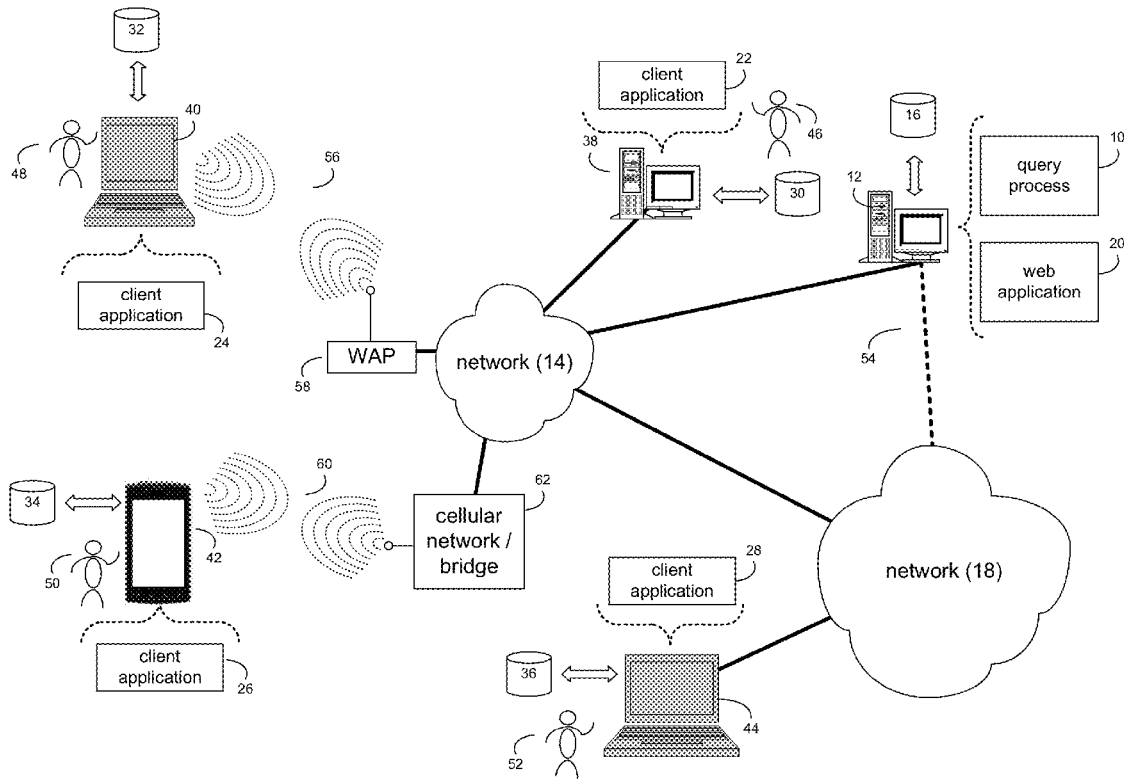 32
40
48
56
client
application
24
22
client
application
38
46
30
16
12
10
query
process
20
web
application
54
WAP
58
network (14)
34
42
50
60
62
cellular
network /
bridge
client
application
26
28
client
application
36
44
52
network (18)